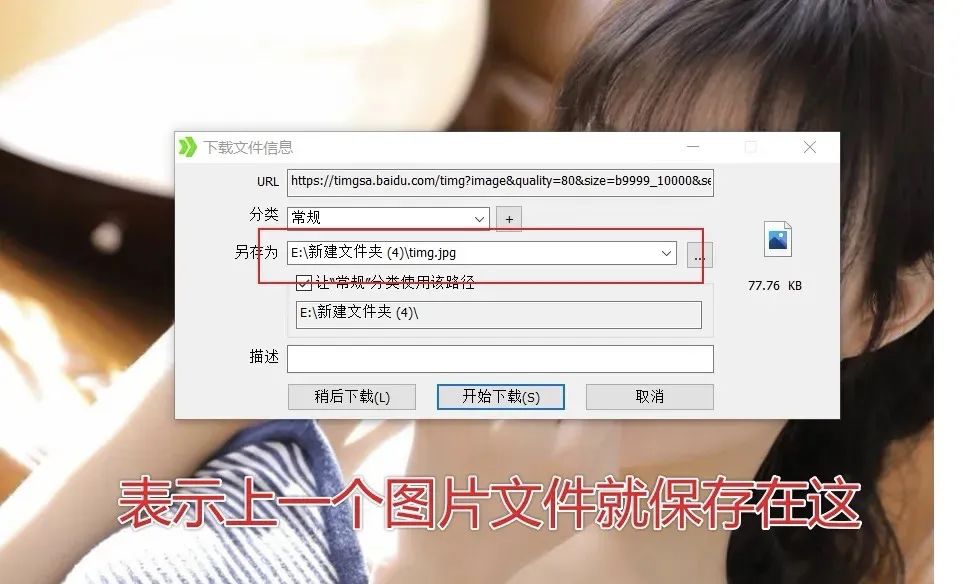 下载文件信息
URL https://timgsa.baidu.com/timg?image&quality=80&size=b9999_10000&se
分类 常规 +
另存为 E:\新建文件夹 (4)\timg.jpg ...
让“常规”分类使用该路径
77.76 KB
E:\新建文件夹 (4)\
描述
稍后下载(L) 开始下载(S) 取消
表示上一个图片文件就保存在这